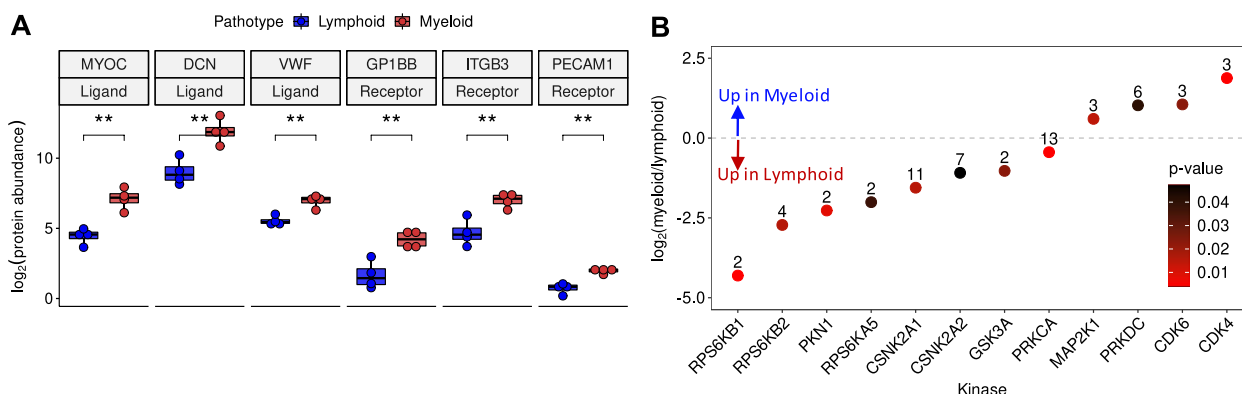 A
Pathotype Lymphoid Myeloid
MYOC DCN VWF GP1BB ITGB3 PECAM1
Ligand Ligand Ligand Receptor Receptor Receptor
** ** ** ** ** **
log2(protein abundance)
10
5
0
B
log2(myeloid/lymphoid)
2.5
0.0
-2.5
-5.0
Up in Myeloid
Up in Lymphoid
2 4 2 2 11 7 2 13 3 6 3 3
p-value
0.04
0.03
0.02
0.01
RPS6KB1 RPS6KB2 PKN1 RPS6KA5 CSNK2A1 CSNK2A2 GSK3A PRKCA MAP2K1 PRKDC CDK6 CDK4
Kinase